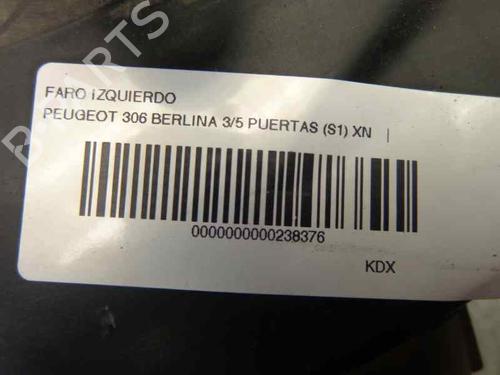 FARO IZQUIERDO
PEUGEOT 306 BERLINA 3/5 PUERTAS (S1) XN |
0000000000238376
KDX